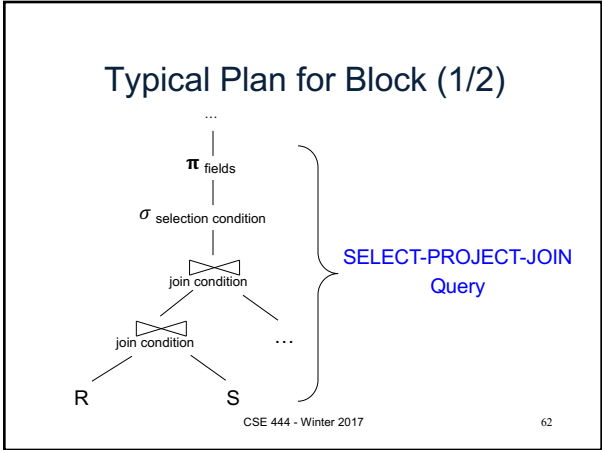 Typical Plan for Block (1/2)
...
π fields
σ selection condition
join condition
join condition
...
R S
SELECT-PROJECT-JOIN
Query
CSE 444 - Winter 2017 62